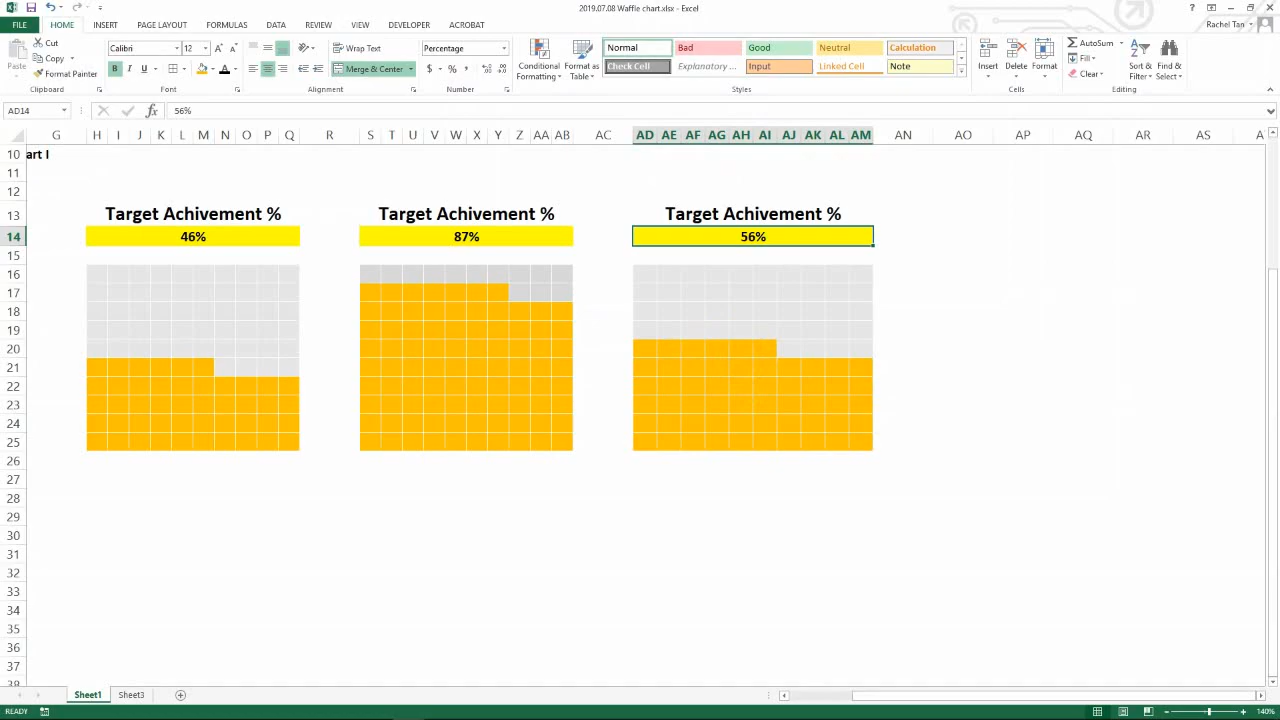 2019.07.08 Waffle chart.xlsx - Excel
FILE HOME INSERT PAGE LAYOUT FORMULAS DATA REVIEW VIEW DEVELOPER ACROBAT Rachel Tan
Paste Cut Copy Format Painter Clipboard
Calibri 12 Font
Wrap Text Merge & Center Alignment
Percentage Number
Conditional Formatting Format as Table
Normal Bad Good Neutral Calculation
Check Cell Explanatory ... Input Linked Cell Note
Styles
Insert Delete Format Cells
AutoSum Fill Clear Sort & Filter Find & Select Editing
AD14 fx 56%
G H I J K L M N O P Q R S T U V W X Y Z AA AB AC AD AE AF AG AH AI AJ AK AL AM AN AO AP AQ AR AS A
10 art I
11
12
13 Target Achivement % Target Achivement % Target Achivement %
14 46% 87% 56%
15
16
17
18
19
20
21
22
23
24
25
26
27
28
29
30
31
32
33
34
35
36
37
38
Sheet1 Sheet3
READY 140%